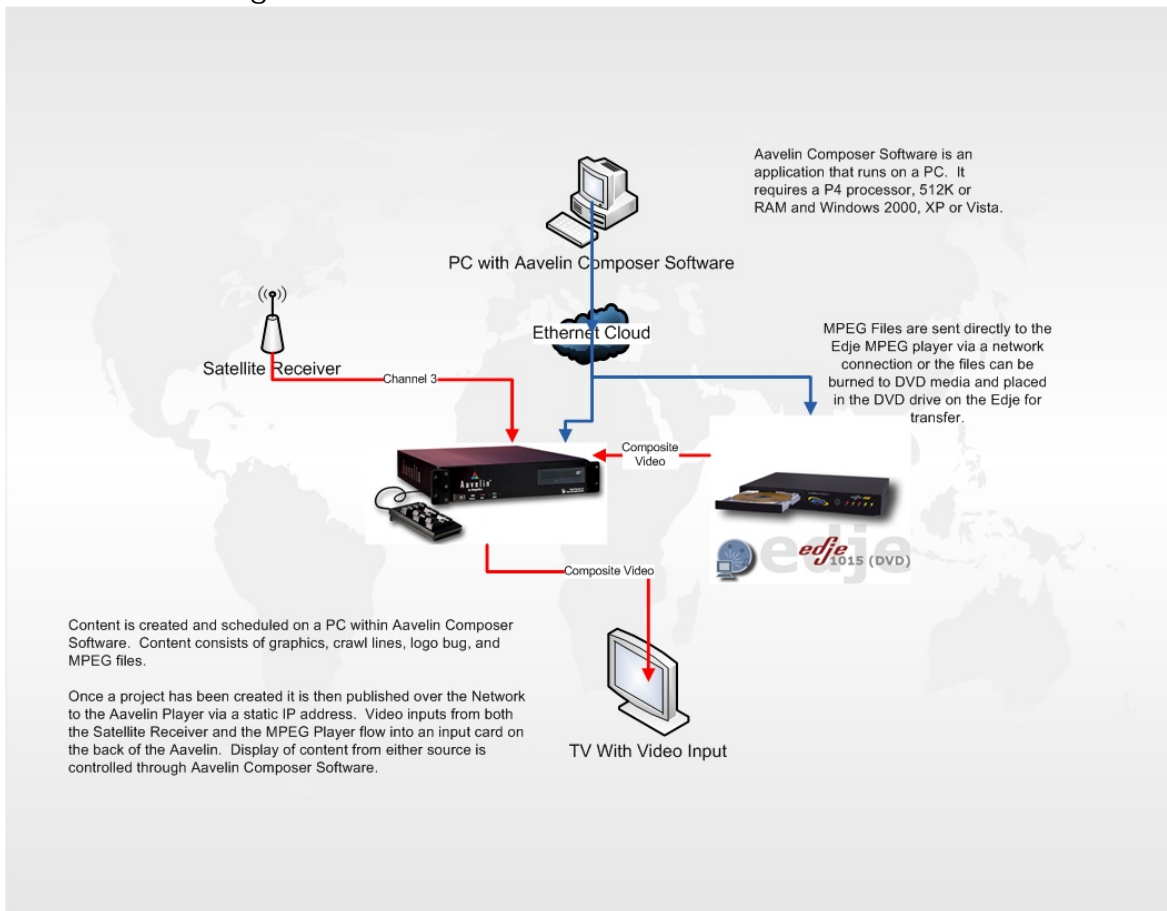 Aavelin Composer Software is an
application that runs on a PC. It
requires a P4 processor, 512K or
RAM and Windows 2000, XP or Vista.
PC with Aavelin Composer Software
Ethernet Cloud
MPEG Files are sent directly to the
Edje MPEG player via a network
connection or the files can be
burned to DVD media and placed
in the DVD drive on the Edje for
transfer.
Satellite Receiver
Channel 3
Composite
Video
Aavelin
edje
edje
1015 (DVD)
Composite Video
Content is created and scheduled on a PC within Aavelin Composer
Software. Content consists of graphics, crawl lines, logo bug, and
MPEG files.
Once a project has been created it is then published over the Network
to the Aavelin Player via a static IP address. Video inputs from both
the Satellite Receiver and the MPEG Player flow into an input card on
the back of the Aavelin. Display of content from either source is
controlled through Aavelin Composer Software.
TV With Video Input